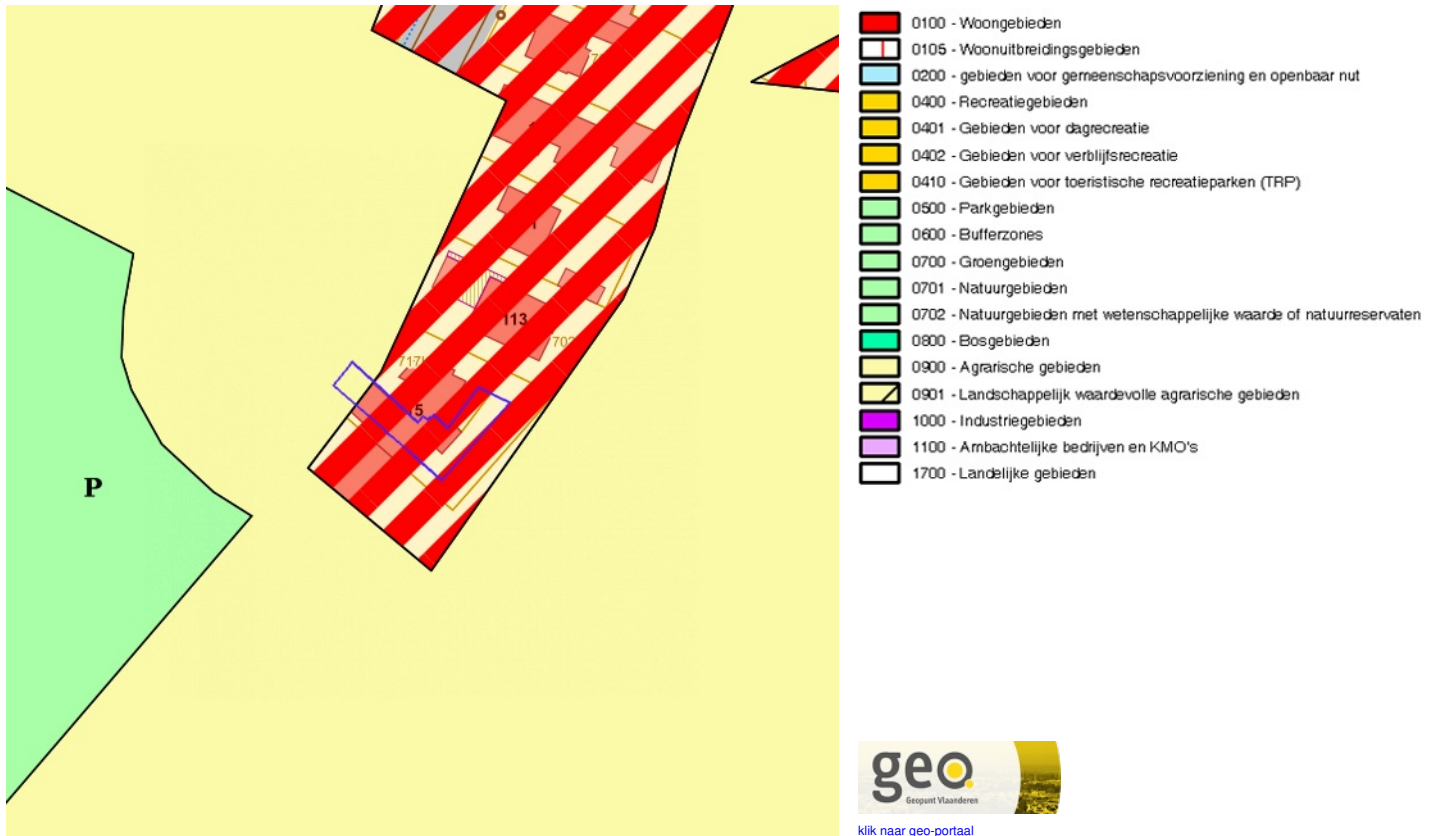 113
5
P
0100 - Woongebieden
0105 - Woonuitbreidingsgebieden
0200 - gebieden voor gemeenschapsvoorziening en openbaar nut
0400 - Recreatiegebieden
0401 - Gebieden voor dagrecreatie
0402 - Gebieden voor verblijfsrecreatie
0410 - Gebieden voor toeristische recreatieparken (TRP)
0500 - Parkgebieden
0600 - Bufferzones
0700 - Groengebieden
0701 - Natuurgebieden
0702 - Natuurgebieden met wetenschappelijke waarde of natuurreservaten
0800 - Bosgebieden
0900 - Agrarische gebieden
0901 - Landschappelijk waardevolle agrarische gebieden
1000 - Industriegebieden
1100 - Ambachtelijke bedrijven en KMO's
1700 - Landelijke gebieden
geo.
Geopunt Vlaanderen
klik naar geo-portaal